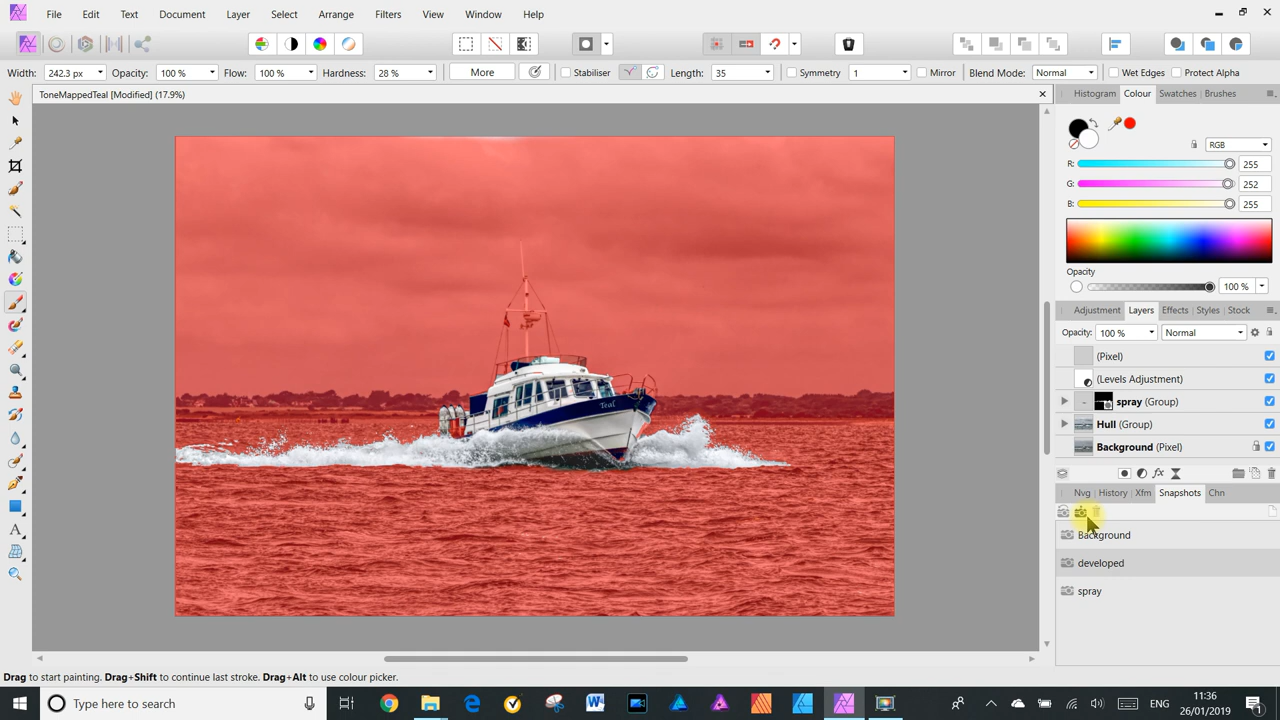 File Edit Text Document Layer Select Arrange Filters View Window Help
Width: 242.3 px Opacity: 100 % Flow: 100 % Hardness: 28 % More Stabiliser Length: 35 Symmetry 1 Mirror Blend Mode: Normal Wet Edges Protect Alpha
ToneMappedTeal [Modified] (17.9%)
Histogram Colour Swatches Brushes
RGB
R: 255
G: 252
B: 255
Opacity
100 %
Adjustment Layers Effects Styles Stock
Opacity: 100 % Normal
(Pixel)
(Levels Adjustment)
spray (Group)
Hull (Group)
Background (Pixel)
Nvg History Xfm Snapshots Chn
Background
developed
spray
Teal
Drag to start painting. Drag+Shift to continue last stroke. Drag+Alt to use colour picker.
Type here to search
ENG
11:36
26/01/2019
1